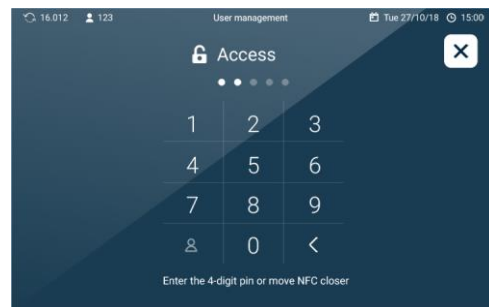 16.012 123 User management Tue 27/10/18 15:00
Access
1 2 3
4 5 6
7 8 9
0
Enter the 4-digit pin or move NFC closer